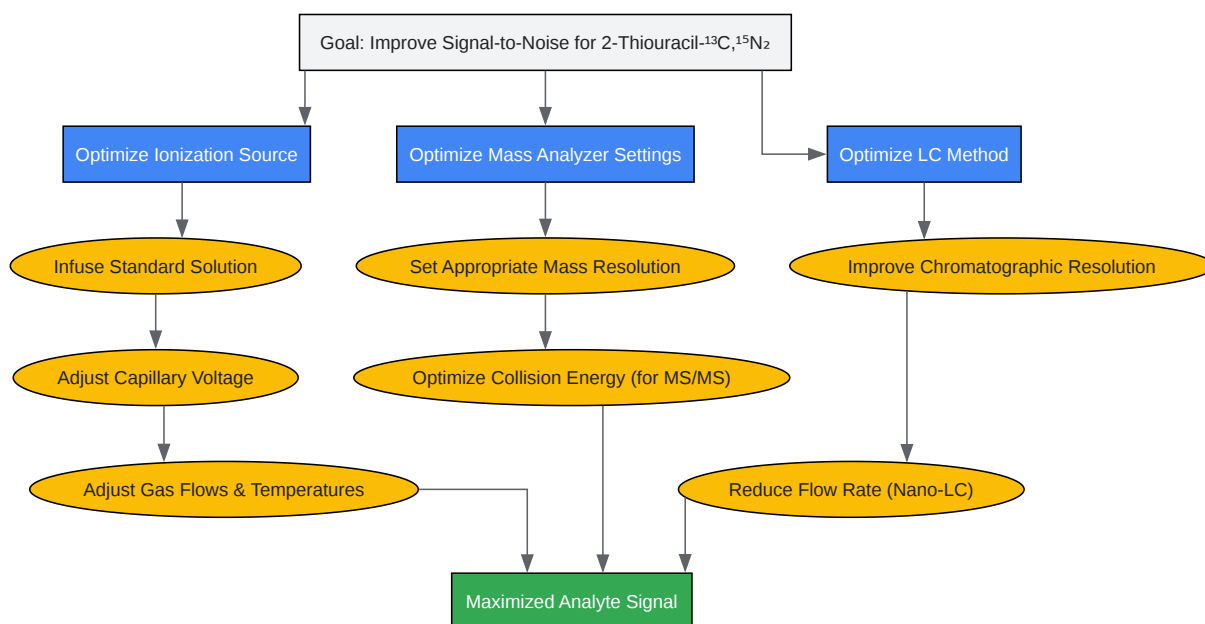 Goal: Improve Signal-to-Noise for 2-Thiouracil-¹³C,¹⁵N₂
Optimize Ionization Source
Optimize Mass Analyzer Settings
Optimize LC Method
Infuse Standard Solution
Set Appropriate Mass Resolution
Improve Chromatographic Resolution
Adjust Capillary Voltage
Optimize Collision Energy (for MS/MS)
Adjust Gas Flows & Temperatures
Reduce Flow Rate (Nano-LC)
Maximized Analyte Signal